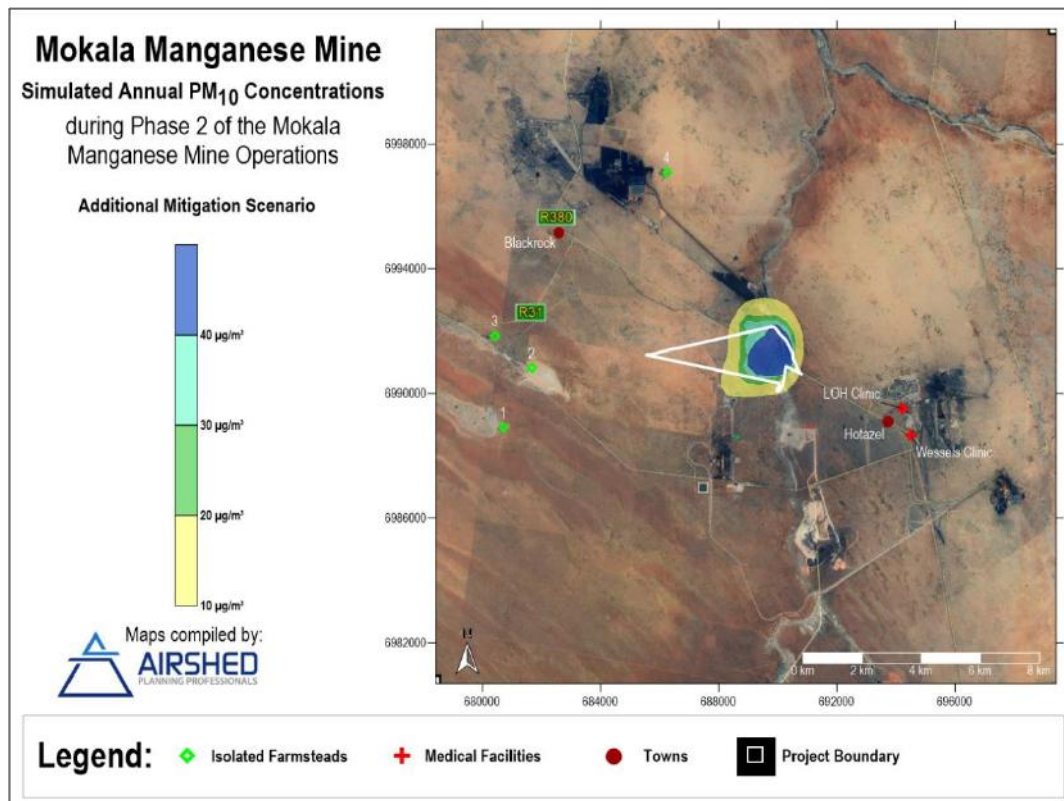 Mokala Manganese Mine
Simulated Annual PM10 Concentrations
during Phase 2 of the Mokala
Manganese Mine Operations
Additional Mitigation Scenario
40 µg/m³
30 µg/m³
20 µg/m³
10 µg/m³
Maps compiled by:
AIRSHED
PLANNING PROFESSIONALS
6998000
6994000
6990000
6986000
6982000
680000
684000
688000
692000
696000
4
R380
Blackrock
R31
3
2
1
LOH Clinic
Hotazel
Wessels Clinic
N
0 km
2 km
4 km
6 km
8 km
Legend:
Isolated Farmsteads
Medical Facilities
Towns
Project Boundary